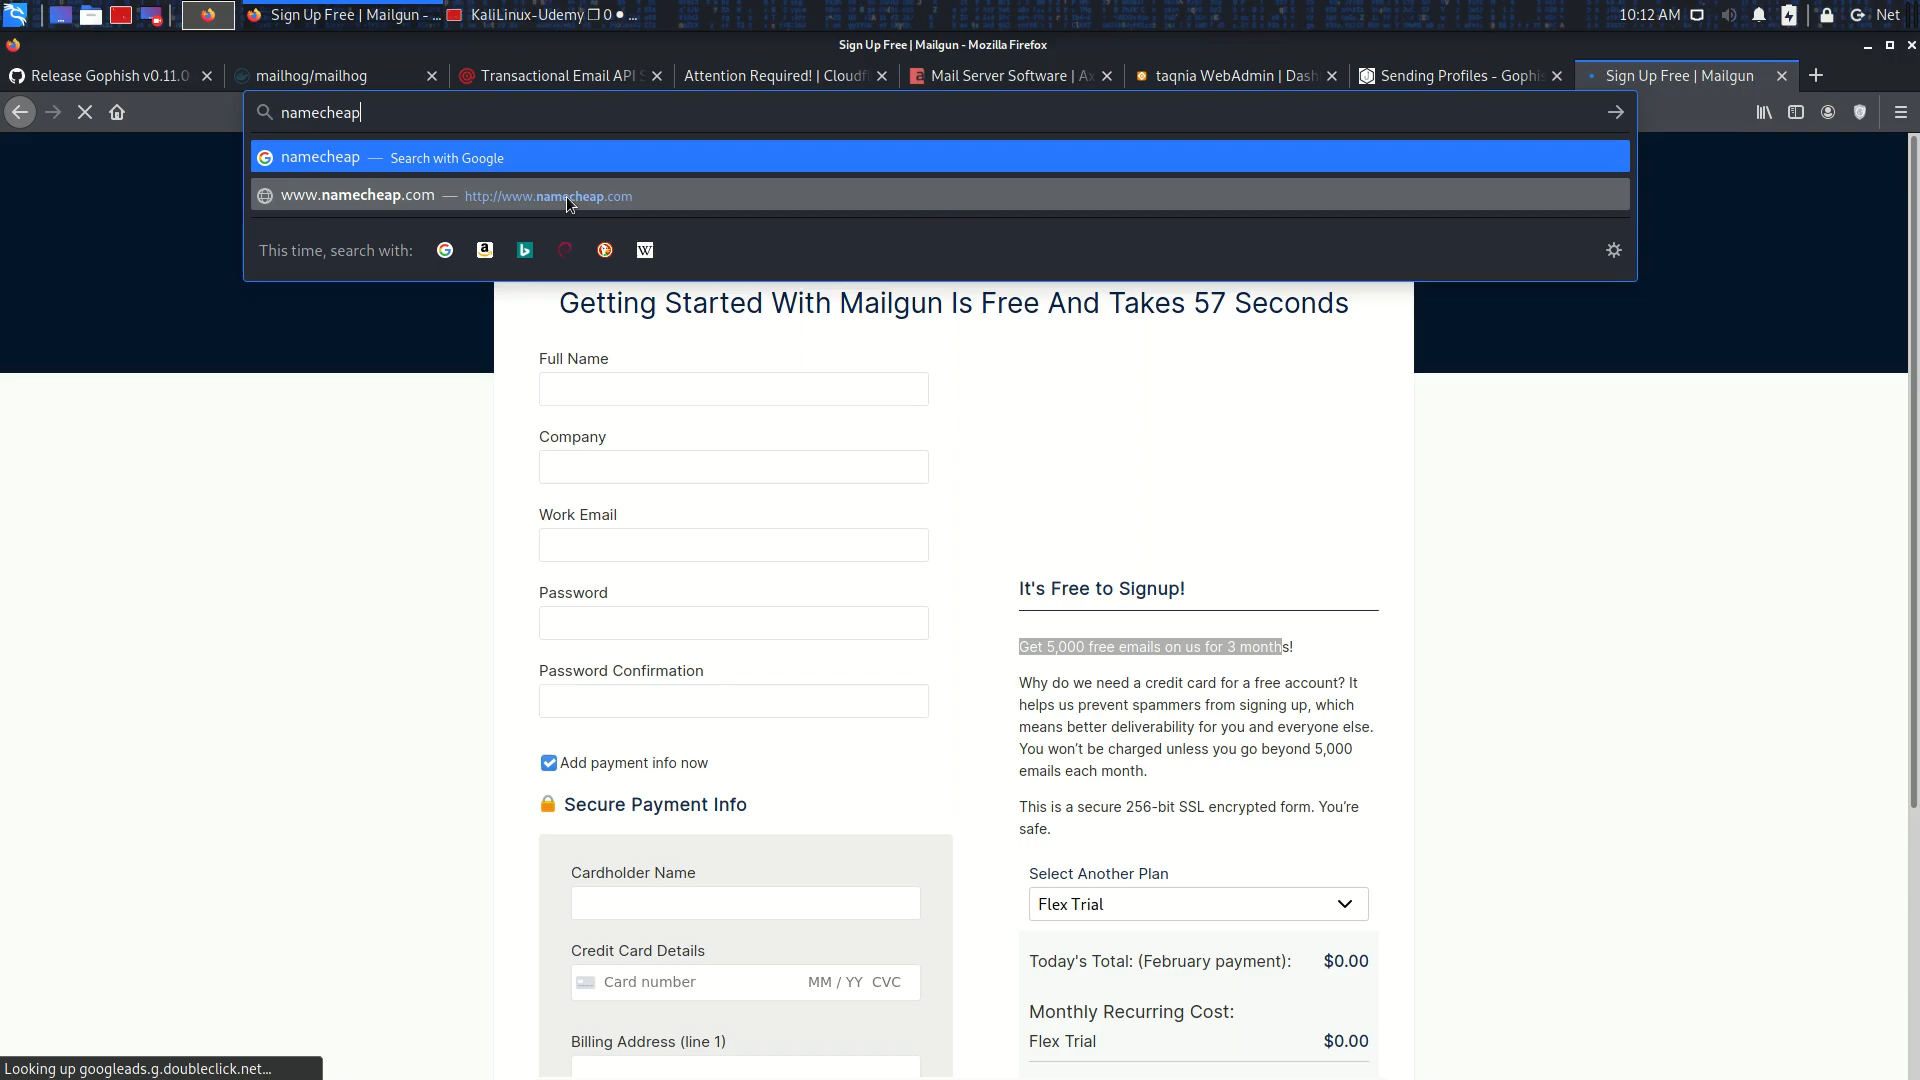 Sign Up Free | Mailgun - ...
KaliLinux-Udemy ❐ 0 ● ...
10:12 AM
Net
Sign Up Free | Mailgun - Mozilla Firefox
Release Gophish v0.11.0
mailhog/mailhog
Transactional Email API S
Attention Required! | Cloudf
Mail Server Software | Ax
taqnia WebAdmin | Dash
Sending Profiles - Gophis
Sign Up Free | Mailgun
namecheap
namecheap — Search with Google
www.namecheap.com — http://www.namecheap.com
This time, search with:
Getting Started With Mailgun Is Free And Takes 57 Seconds
Full Name
Company
Work Email
Password
Password Confirmation
Add payment info now
Secure Payment Info
Cardholder Name
Credit Card Details
Card number MM / YY CVC
Billing Address (line 1)
It's Free to Signup!
Get 5,000 free emails on us for 3 months!
Why do we need a credit card for a free account? It
helps us prevent spammers from signing up, which
means better deliverability for you and everyone else.
You won't be charged unless you go beyond 5,000
emails each month.
This is a secure 256-bit SSL encrypted form. You're
safe.
Select Another Plan
Flex Trial
Today's Total: (February payment): $0.00
Monthly Recurring Cost:
Flex Trial $0.00
Looking up googleads.g.doubleclick.net...